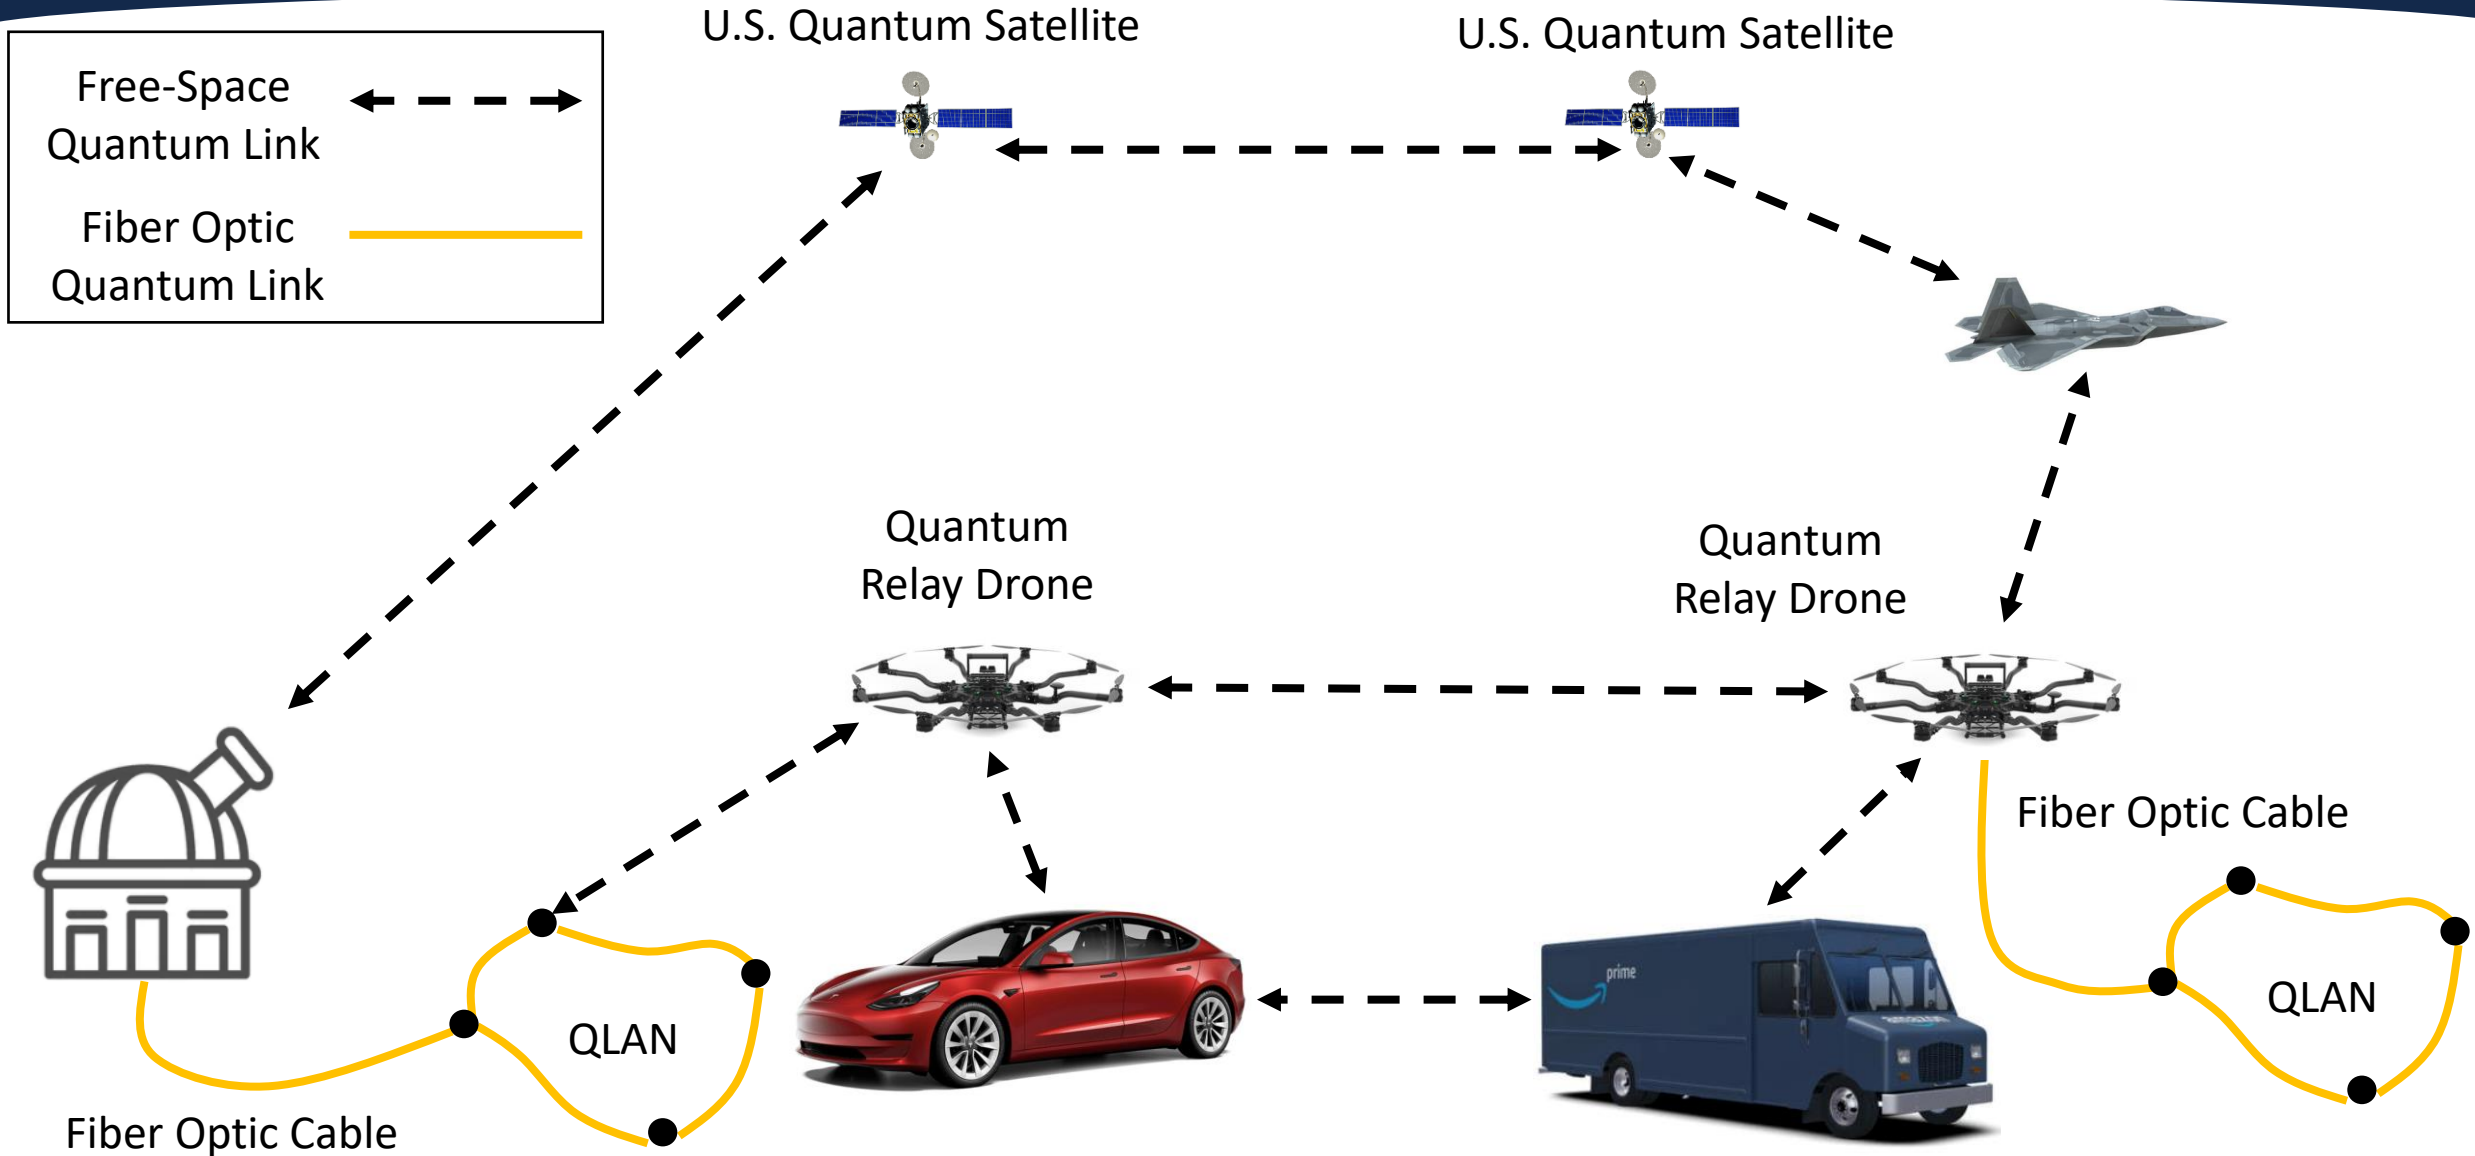 U.S. Quantum Satellite
U.S. Quantum Satellite
Free-Space
Quantum Link
Fiber Optic
Quantum Link
Quantum
Relay Drone
Quantum
Relay Drone
Fiber Optic Cable
prime
amazon
QLAN
QLAN
Fiber Optic Cable